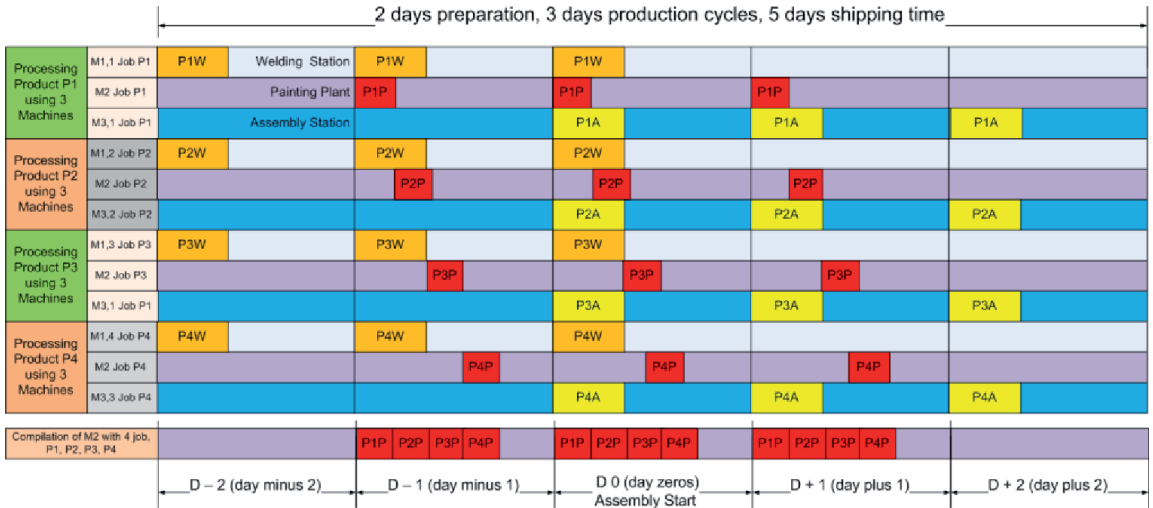 2 days preparation, 3 days production cycles, 5 days shipping time
Processing
Product P1
using 3
Machines
M1,1 Job P1
P1W
Welding Station
P1W
P1W
M2 Job P1
Painting Plant
P1P
P1P
P1P
M3,1 Job P1
Assembly Station
P1A
P1A
P1A
Processing
Product P2
using 3
Machines
M1,2 Job P2
P2W
P2W
P2W
M2 Job P2
P2P
P2P
P2P
M3,2 Job P2
P2A
P2A
P2A
Processing
Product P3
using 3
Machines
M1,3 Job P3
P3W
P3W
P3W
M2 Job P3
P3P
P3P
P3P
M3,1 Job P1
P3A
P3A
P3A
Processing
Product P4
using 3
Machines
M1,4 Job P4
P4W
P4W
P4W
M2 Job P4
P4P
P4P
P4P
M3,3 Job P4
P4A
P4A
P4A
Compilation of M2 with 4 job,
P1, P2, P3, P4
P1P P2P P3P P4P
P1P P2P P3P P4P
P1P P2P P3P P4P
D – 2 (day minus 2)
D – 1 (day minus 1)
D 0 (day zeros)
Assembly Start
D + 1 (day plus 1)
D + 2 (day plus 2)